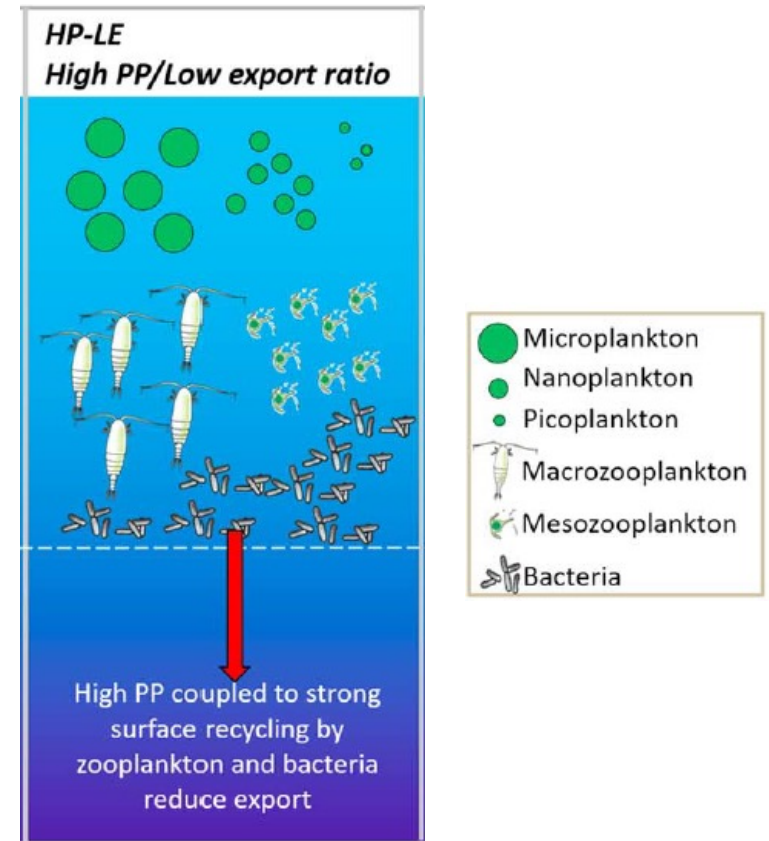 HP-LE
High PP/Low export ratio
Microplankton
Nanoplankton
Picoplankton
Macrozooplankton
Mesozooplankton
Bacteria
High PP coupled to strong
surface recycling by
zooplankton and bacteria
reduce export